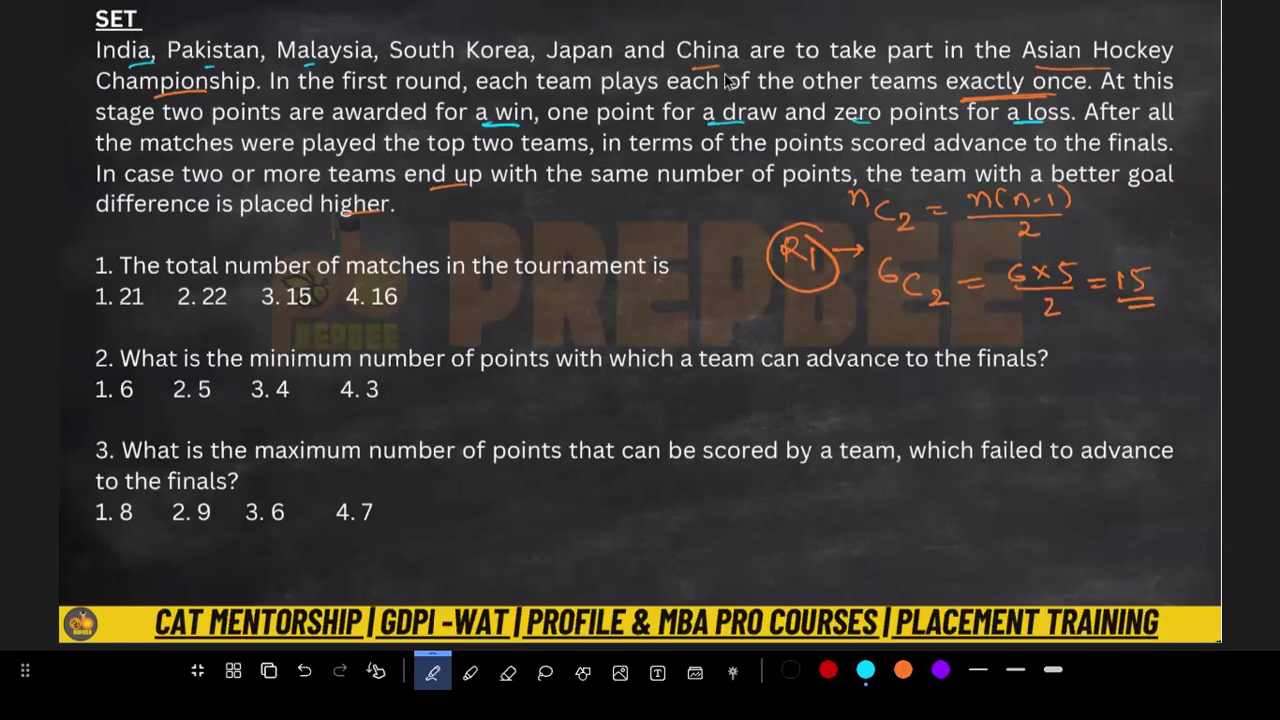 SET
India, Pakistan, Malaysia, South Korea, Japan and China are to take part in the Asian Hockey
Championship. In the first round, each team plays each of the other teams exactly once. At this
stage two points are awarded for a win, one point for a draw and zero points for a loss. After all
the matches were played the top two teams, in terms of the points scored advance to the finals.
In case two or more teams end up with the same number of points, the team with a better goal
difference is placed higher.
nC2 = n(n-1)/2
R1 → 6C2 = 6×5/2 = 15
1. The total number of matches in the tournament is
1. 21 2. 22 3. 15 4. 16
PREPBEE
2. What is the minimum number of points with which a team can advance to the finals?
1. 6 2. 5 3. 4 4. 3
3. What is the maximum number of points that can be scored by a team, which failed to advance
to the finals?
1. 8 2. 9 3. 6 4. 7
CAT MENTORSHIP | GDPI -WAT | PROFILE & MBA PRO COURSES | PLACEMENT TRAINING